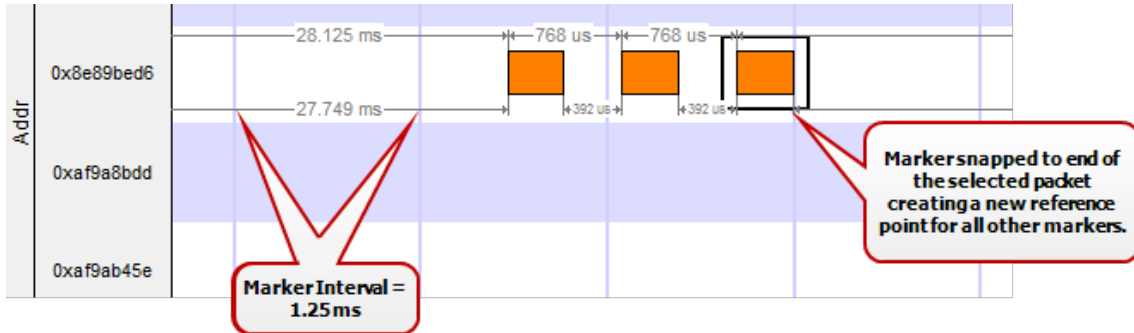 28.125 ms 768 us 768 us
Addr
0x8e89bed6
27.749 ms 392 us 392 us
0xaf9a8bdd
Marker snapped to end of
the selected packet
creating a new reference
point for all other markers.
0xaf9ab45e
Marker Interval =
1.25 ms